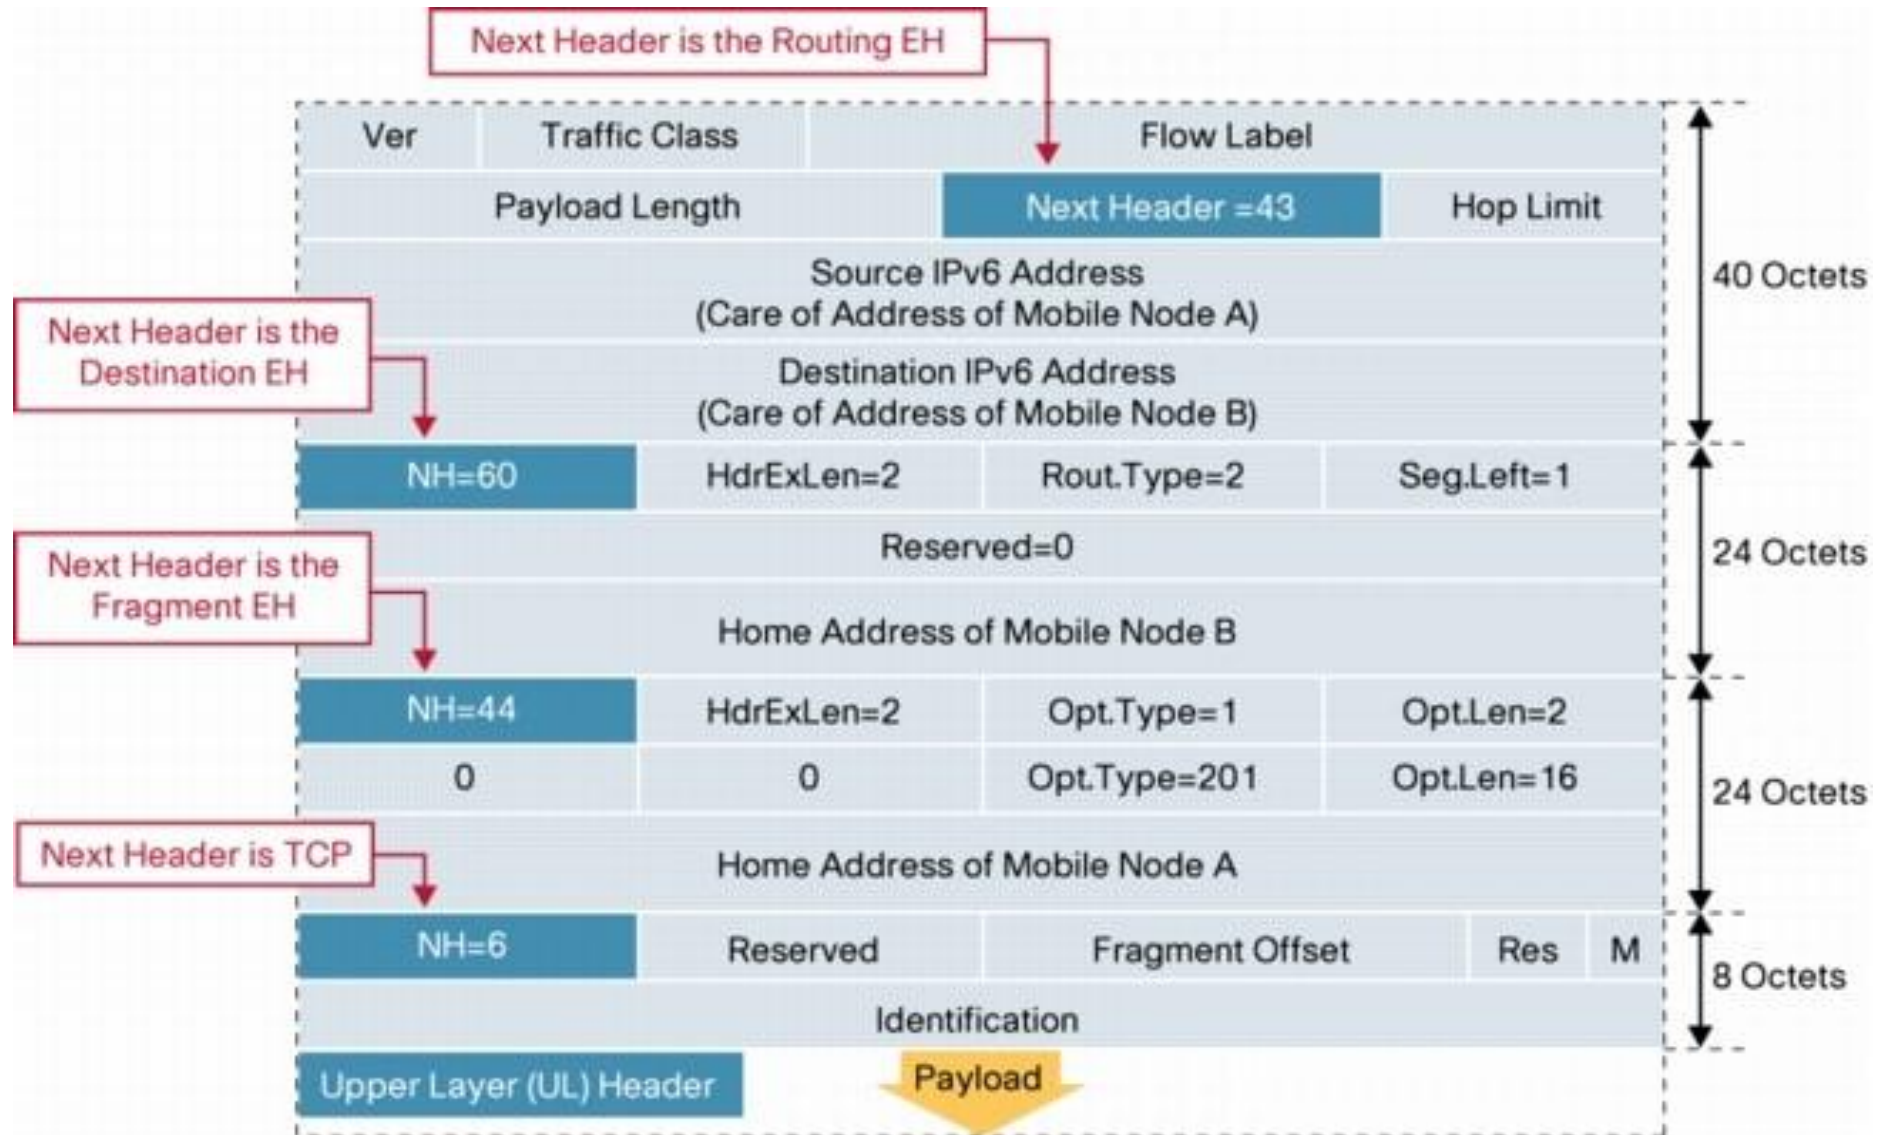 Next Header is the Routing EH
Ver Traffic Class Flow Label
Payload Length Next Header =43 Hop Limit
Source IPv6 Address
(Care of Address of Mobile Node A)
40 Octets
Next Header is the
Destination EH
Destination IPv6 Address
(Care of Address of Mobile Node B)
NH=60 HdrExLen=2 Rout.Type=2 Seg.Left=1
Reserved=0
24 Octets
Next Header is the
Fragment EH
Home Address of Mobile Node B
NH=44 HdrExLen=2 Opt.Type=1 Opt.Len=2
0 0 Opt.Type=201 Opt.Len=16
24 Octets
Next Header is TCP
Home Address of Mobile Node A
NH=6 Reserved Fragment Offset Res M
8 Octets
Identification
Upper Layer (UL) Header
Payload